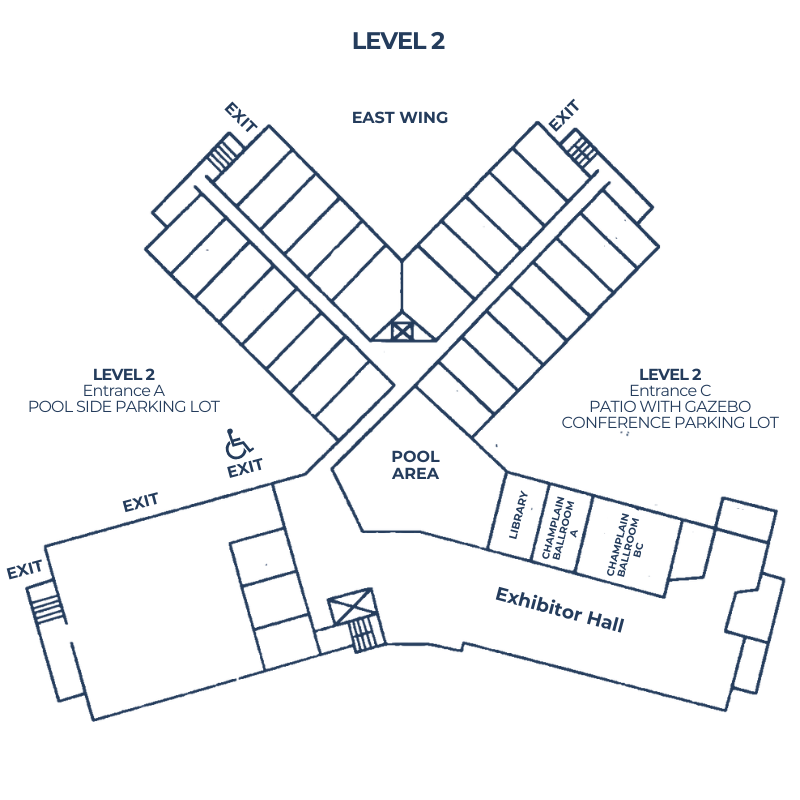 LEVEL 2
EXIT
EAST WING
EXIT
LEVEL 2
Entrance A
POOL SIDE PARKING LOT
LEVEL 2
Entrance C
PATIO WITH GAZEBO
CONFERENCE PARKING LOT
EXIT
POOL
AREA
EXIT
EXIT
LIBRARY
CHAMPLAIN
BALLROOM
A
CHAMPLAIN
BALLROOM
BC
Exhibitor Hall